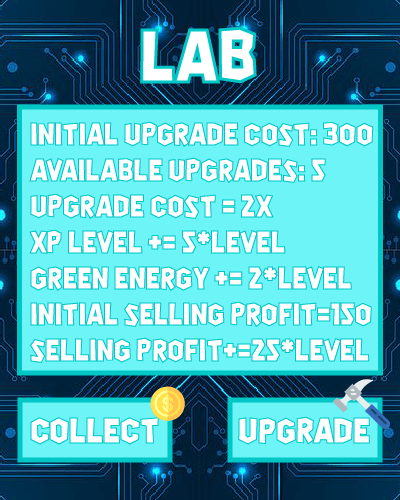 LAB
INITIAL UPGRADE COST: 300
AVAILABLE UPGRADES: 5
UPGRADE COST = 2X
XP LEVEL += 5*LEVEL
GREEN ENERGY += 2*LEVEL
INITIAL SELLING PROFIT=150
SELLING PROFIT+=25*LEVEL
COLLECT
UPGRADE